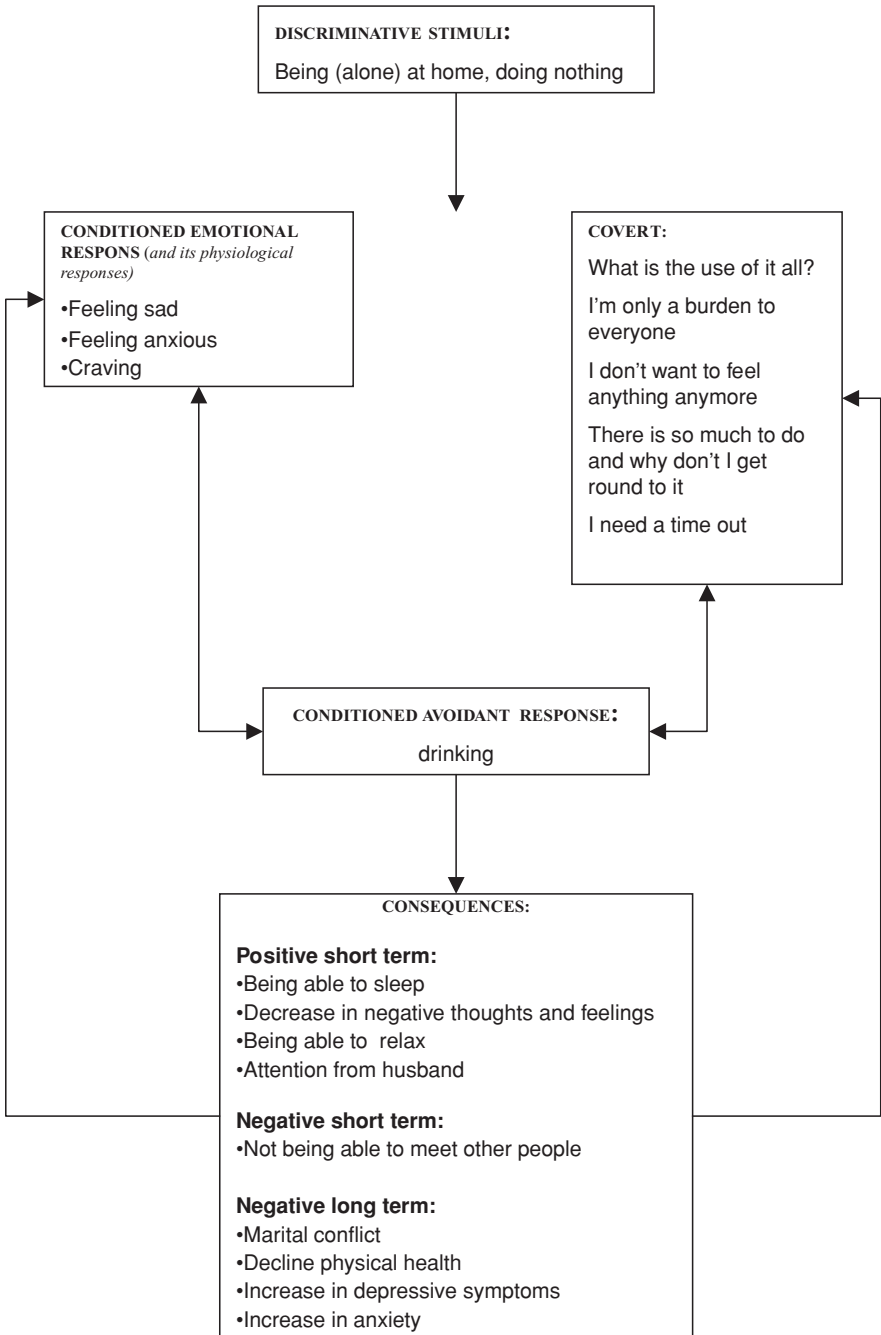 DISCRIMINATIVE STIMULI:
Being (alone) at home, doing nothing
CONDITIONED EMOTIONAL
RESPONS (and its physiological
responses)
•Feeling sad
•Feeling anxious
•Craving
COVERT:
What is the use of it all?
I'm only a burden to
everyone
I don't want to feel
anything anymore
There is so much to do
and why don't I get
round to it
I need a time out
CONDITIONED AVOIDANT RESPONSE:
drinking
CONSEQUENCES:
Positive short term:
•Being able to sleep
•Decrease in negative thoughts and feelings
•Being able to relax
•Attention from husband
Negative short term:
•Not being able to meet other people
Negative long term:
•Marital conflict
•Decline physical health
•Increase in depressive symptoms
•Increase in anxiety